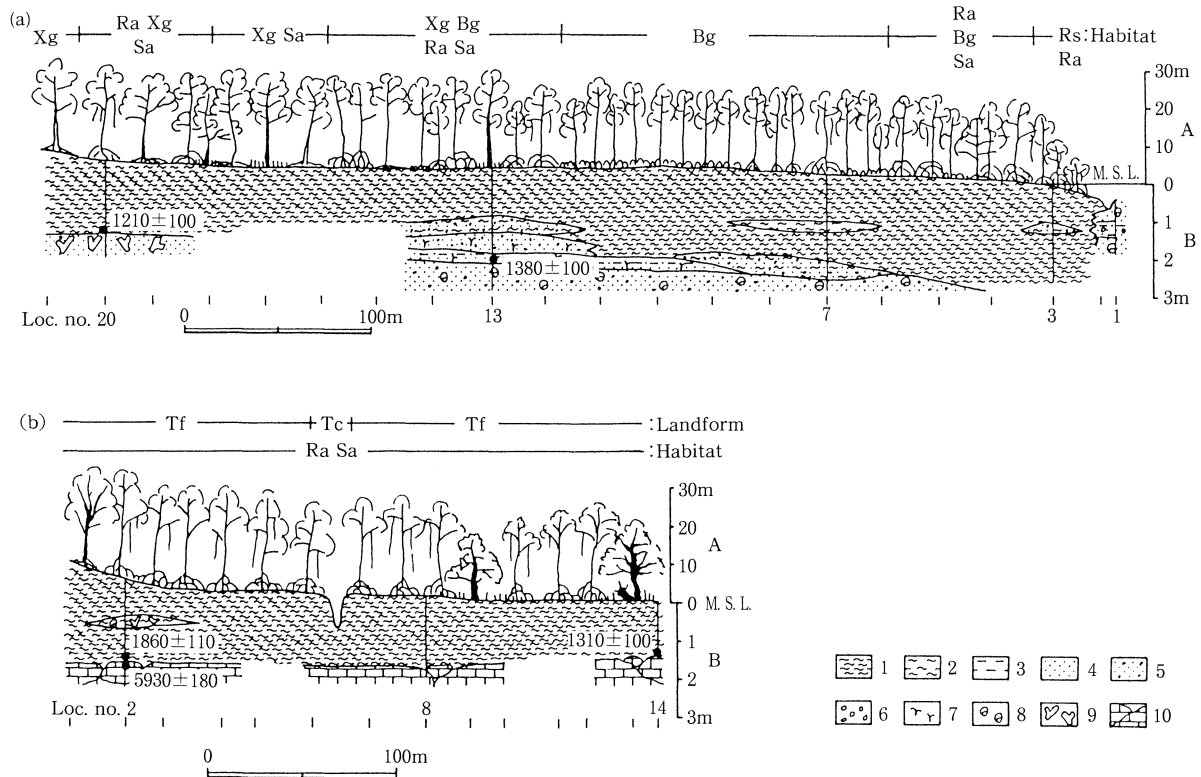 (a)
Xg Ra Xg Sa Xg Sa Xg Bg Ra Sa Bg Ra Bg Sa Rs:Habitat Ra
30m
20
A
10
M. S. L.
0
1210±100
1
B
1380±100
2
3m
Loc. no. 20 13 7 3 1
0 100m
(b)
Tf Tc Tf :Landform
Ra Sa :Habitat
30m
20
A
10
0 M. S. L.
1860±110 1310±100
1
B
5930±180
2
Loc. no. 2 8 14
3m
0 100m
1 2 3 4 5
6 7 8 9 10